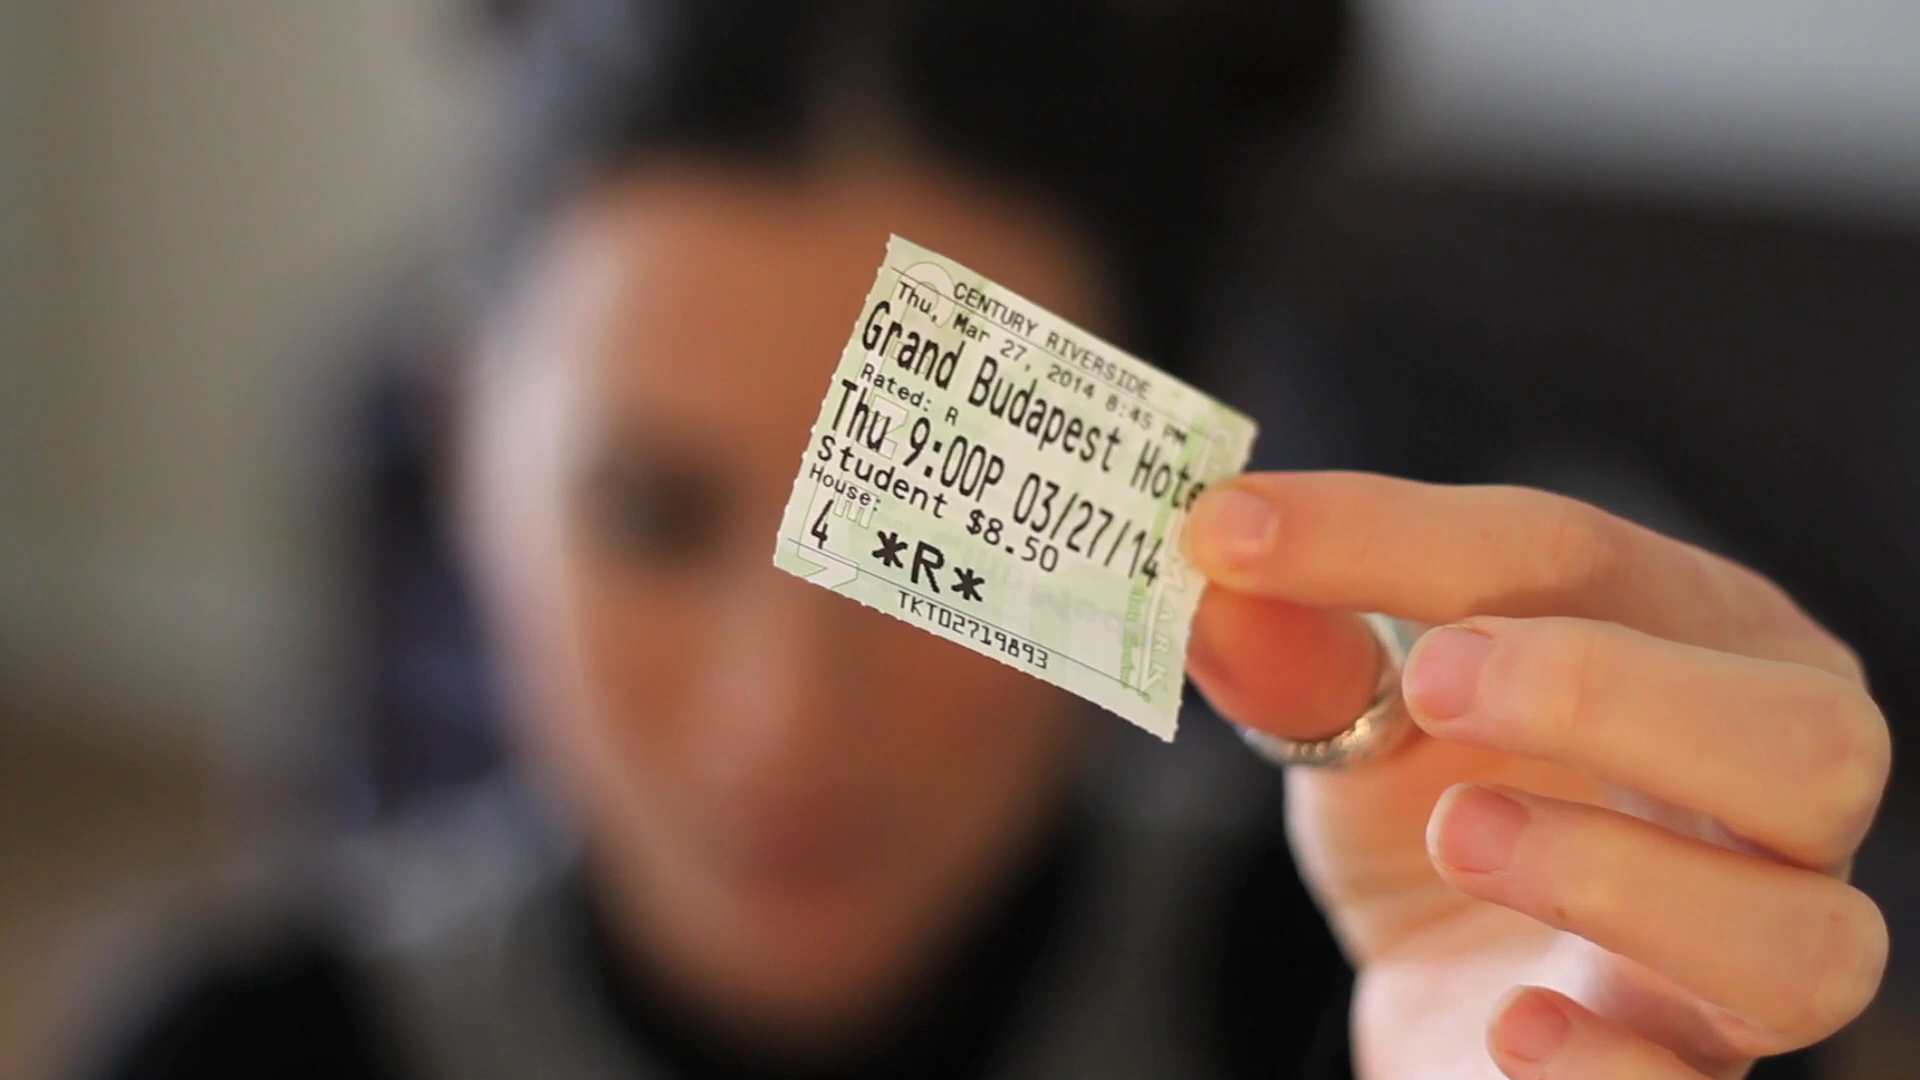 CENTURY RIVERSIDE
Thu, Mar 27, 2014 8:45 PM
Grand Budapest Hote
Rated: R
Thu 9:00P 03/27/14
Student $8.50
House:
4 *R*
TKT02719893